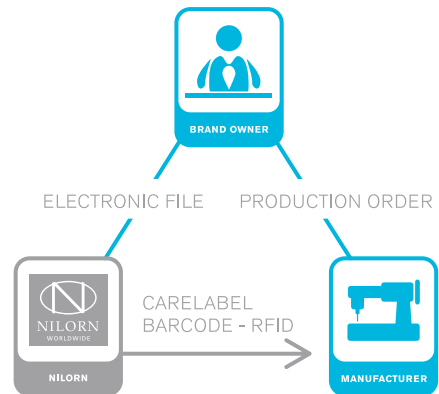 BRAND OWNER
ELECTRONIC FILE
PRODUCTION ORDER
N
NILORN
WORLDWIDE
CARELABEL
BARCODE - RFID
NILORN
MANUFACTURER